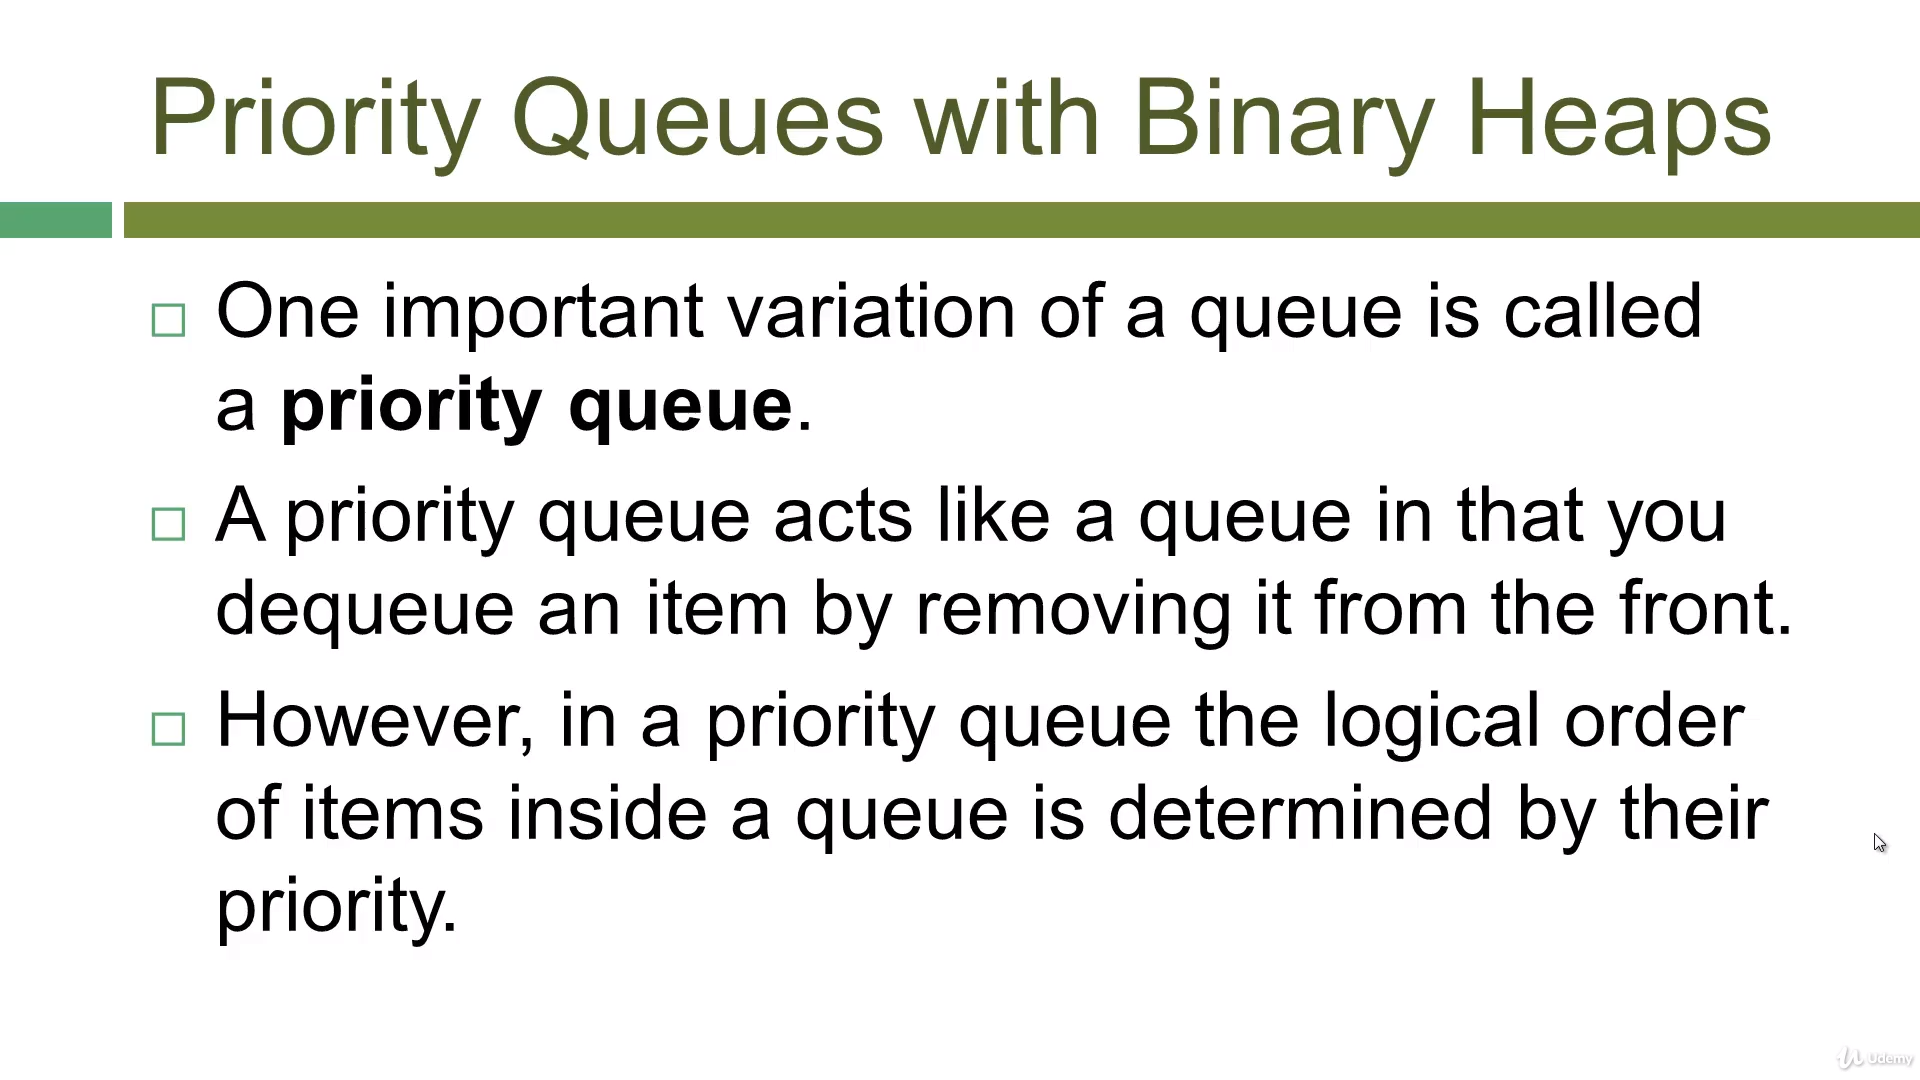 Priority Queues with Binary Heaps
One important variation of a queue is called
a priority queue.
A priority queue acts like a queue in that you
dequeue an item by removing it from the front.
However, in a priority queue the logical order
of items inside a queue is determined by their
priority.
Udemy